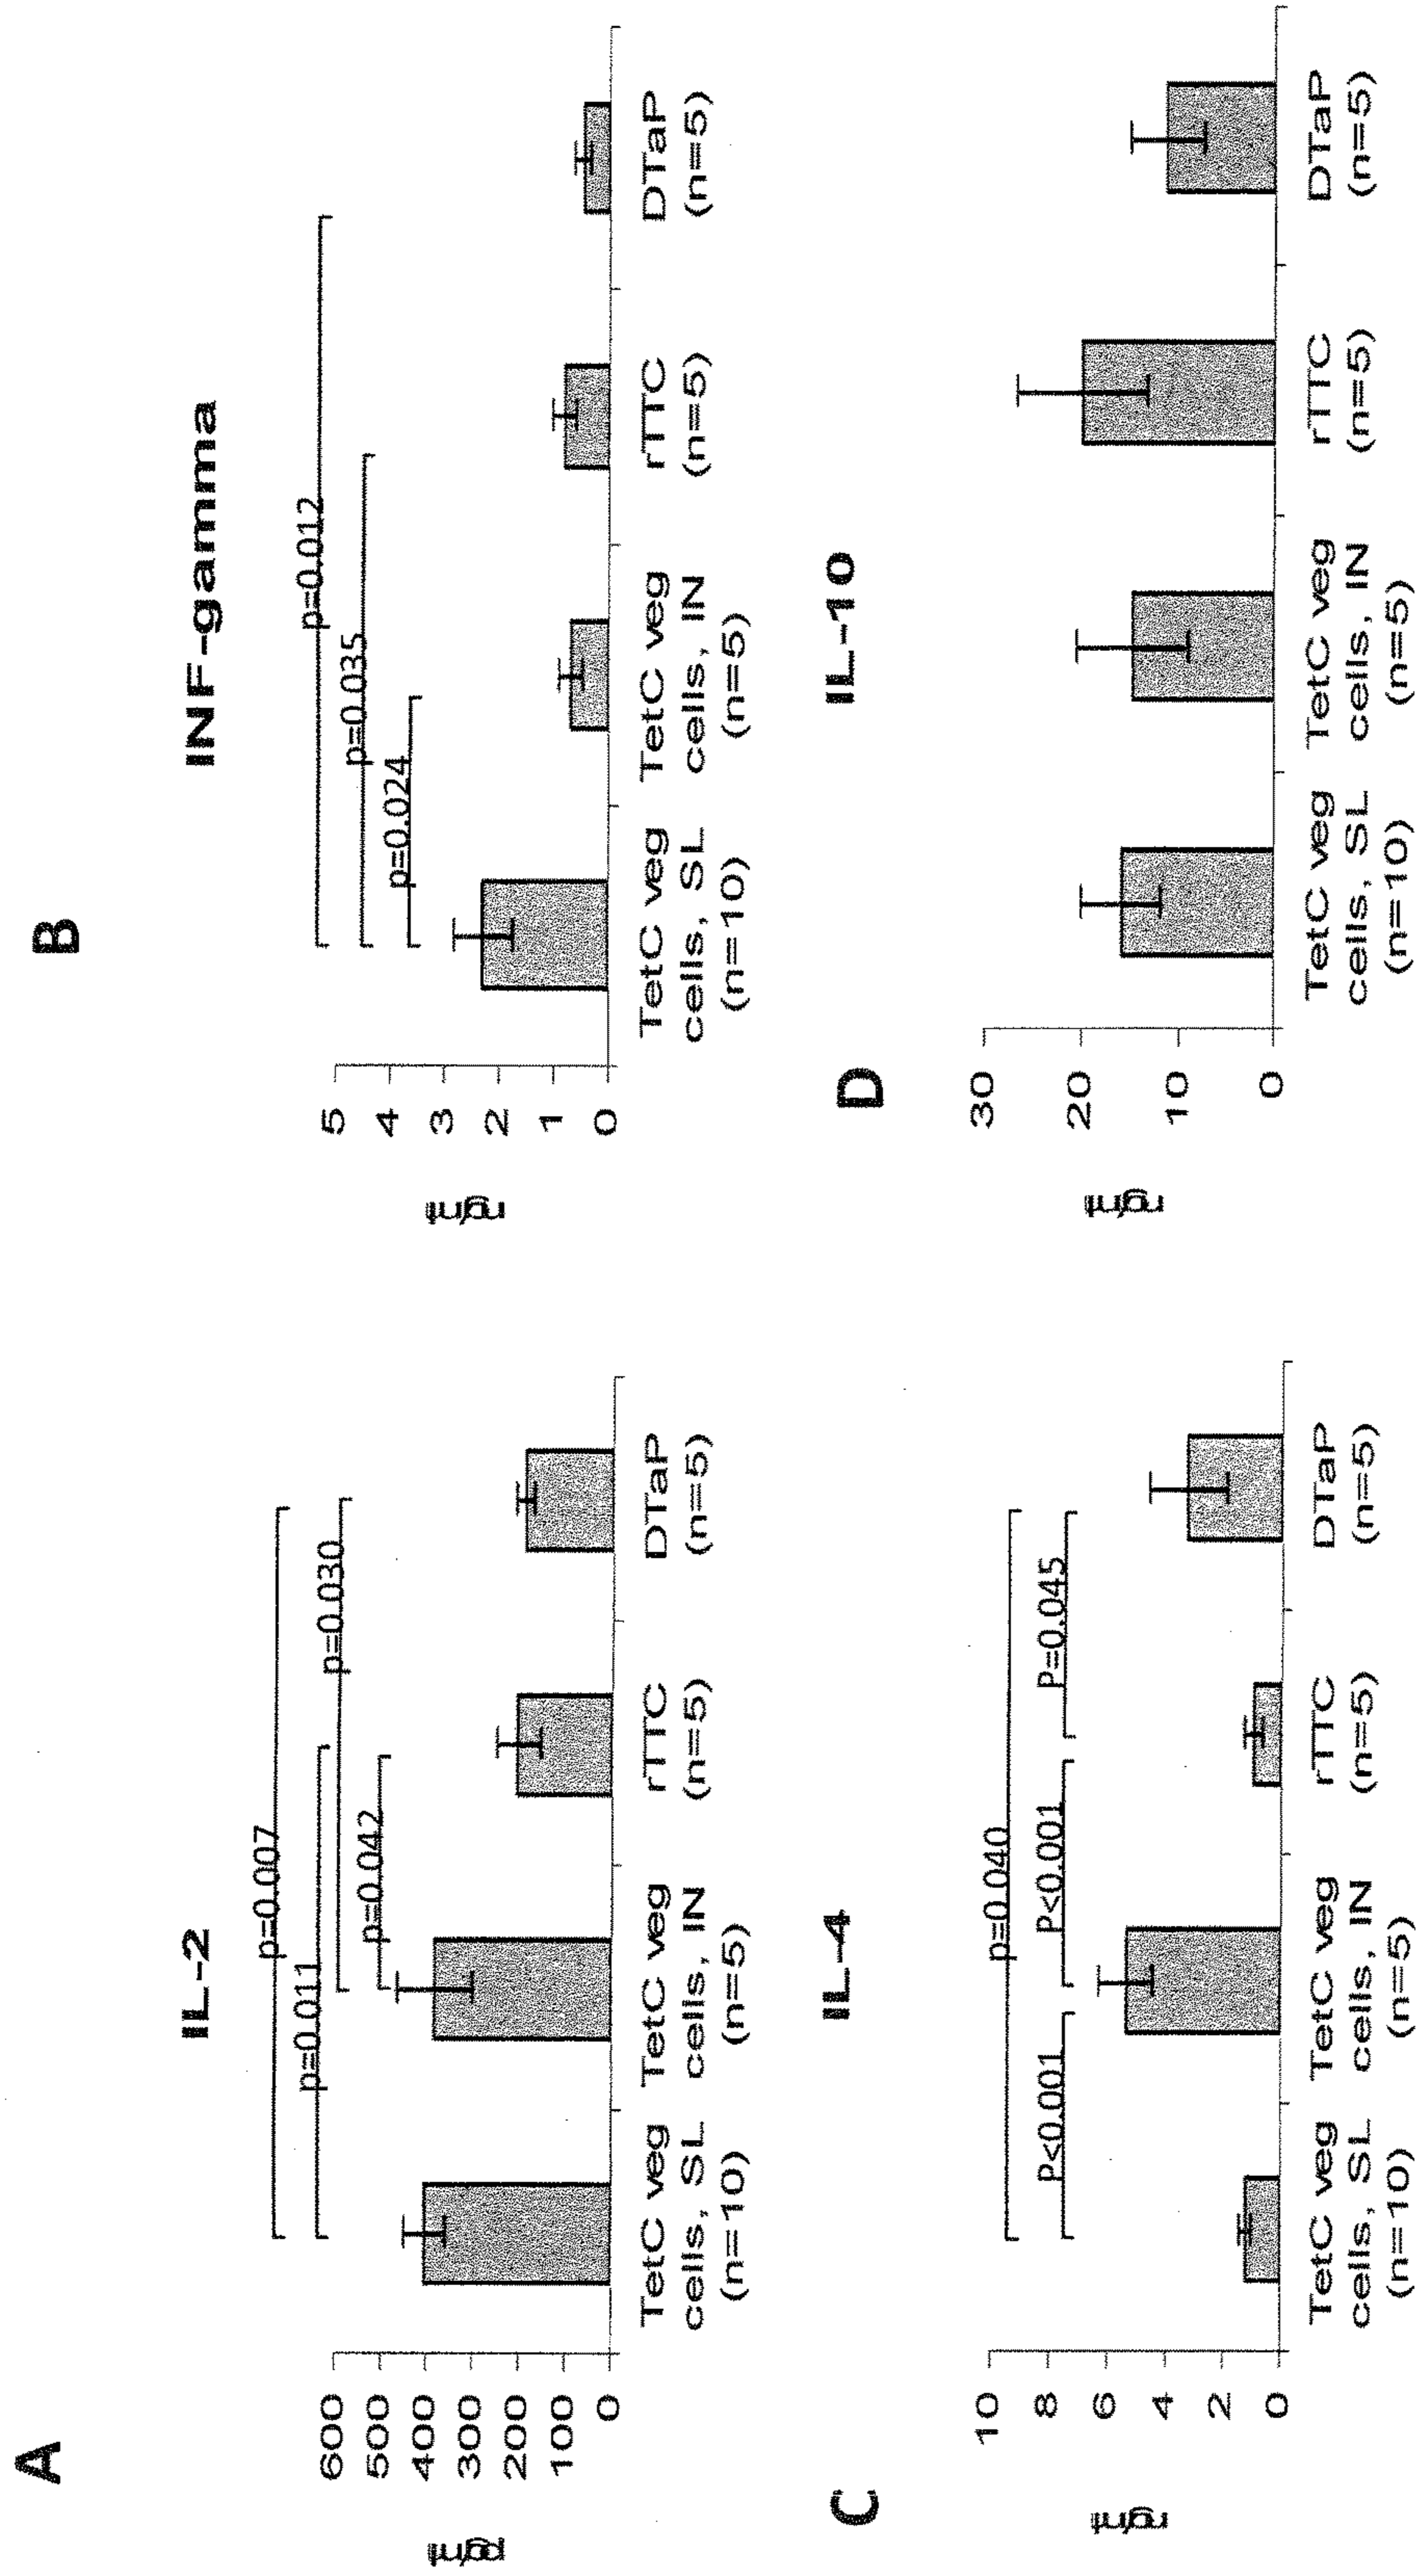 A
IL-2
p=0.007
p=0.011
p=0.030
p=0.042
pg/ml
600
500
400
300
200
100
0
TetC veg TetC veg rTTC DTaP
cells, SL cells, IN (n=5) (n=5)
(n=10) (n=5)
B
INF-gamma
p=0.012
p=0.035
p=0.024
ng/ml
5
4
3
2
1
0
TetC veg TetC veg rTTC DTaP
cells, SL cells, IN (n=5) (n=5)
(n=10) (n=5)
C
IL-4
p=0.040
P<0.001 P<0.001 P=0.045
ng/ml
10
8
6
4
2
0
TetC veg TetC veg rTTC DTaP
cells, SL cells, IN (n=5) (n=5)
(n=10) (n=5)
D
IL-10
ng/ml
30
20
10
0
TetC veg TetC veg rTTC DTaP
cells, SL cells, IN (n=5) (n=5)
(n=10) (n=5)